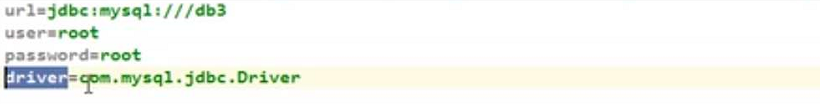 url=jdbc:mysql:///db3
user=root
password=root
driver=com.mysql.jdbc.Driver